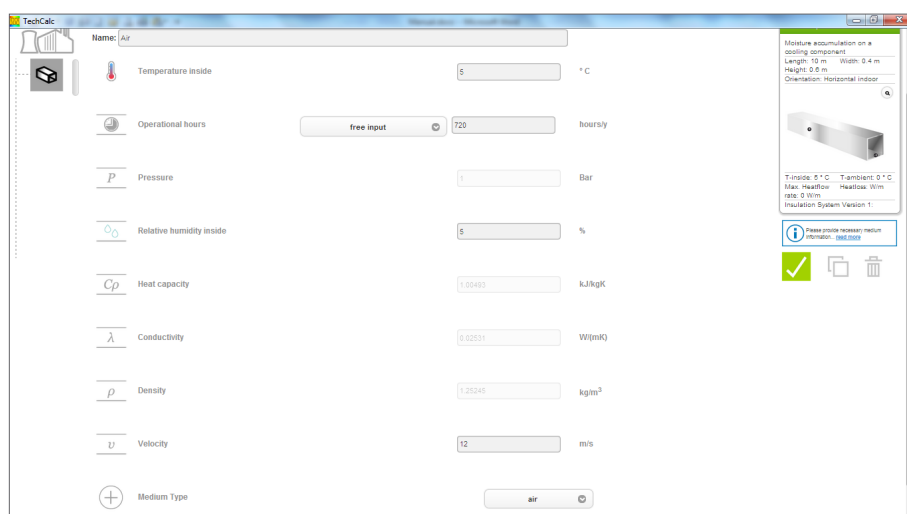 TechCalc
Name: Air
Temperature inside 5 ° C
Operational hours free input 720 hours/y
P Pressure 1 Bar
Relative humidity inside 5 %
Cρ Heat capacity 1.00493 kJ/kgK
λ Conductivity 0.02531 W/(mK)
ρ Density 1.25245 kg/m³
υ Velocity 12 m/s
Medium Type air
Moisture accumulation on a
cooling component
Length: 10 m Width: 0.4 m
Height: 0.6 m
Orientation: Horizontal indoor
T-inside: 5 ° C T-ambient: 0 ° C
Max. Heatflow Heatloss: W/m
rate: 0 W/m
Insulation System Version 1:
Please provide necessary medium
information... read more